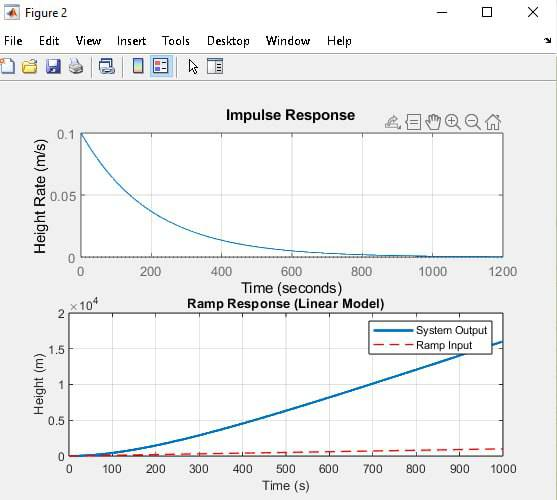 Figure 2
File Edit View Insert Tools Desktop Window Help
Impulse Response
Height Rate (m/s)
0.1
0.05
0
0 200 400 600 800 1000 1200
Time (seconds)
Ramp Response (Linear Model)
×10^4
Height (m)
2
1.5
1
0.5
0
System Output
Ramp Input
0 100 200 300 400 500 600 700 800 900 1000
Time (s)